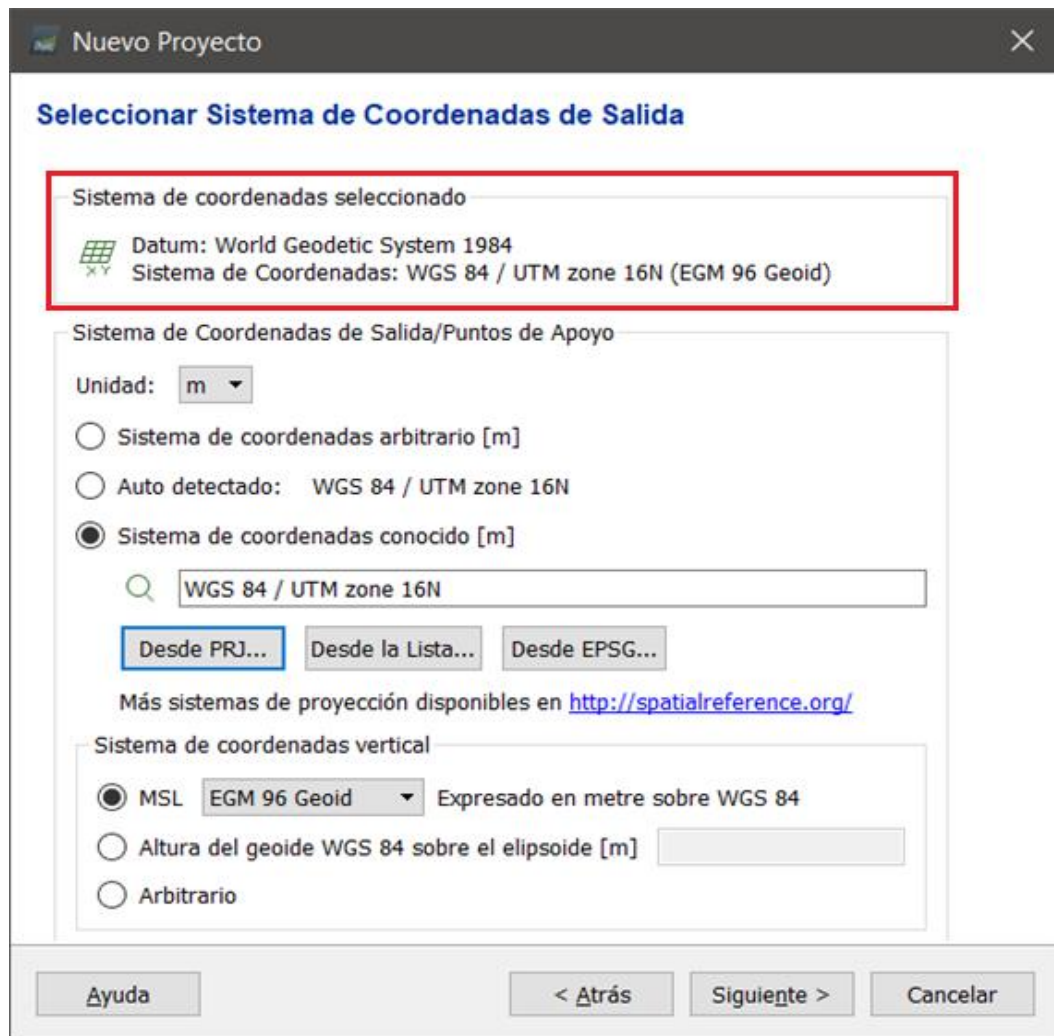 Nuevo Proyecto
Seleccionar Sistema de Coordenadas de Salida
Sistema de coordenadas seleccionado
Datum: World Geodetic System 1984
Sistema de Coordenadas: WGS 84 / UTM zone 16N (EGM 96 Geoid)
Sistema de Coordenadas de Salida/Puntos de Apoyo
Unidad: m
Sistema de coordenadas arbitrario [m]
Auto detectado: WGS 84 / UTM zone 16N
Sistema de coordenadas conocido [m]
WGS 84 / UTM zone 16N
Desde PRJ... Desde la Lista... Desde EPSG...
Más sistemas de proyección disponibles en http://spatialreference.org/
Sistema de coordenadas vertical
MSL EGM 96 Geoid Expresado en metre sobre WGS 84
Altura del geoide WGS 84 sobre el elipsoide [m]
Arbitrario
Ayuda < Atrás Siguiente > Cancelar